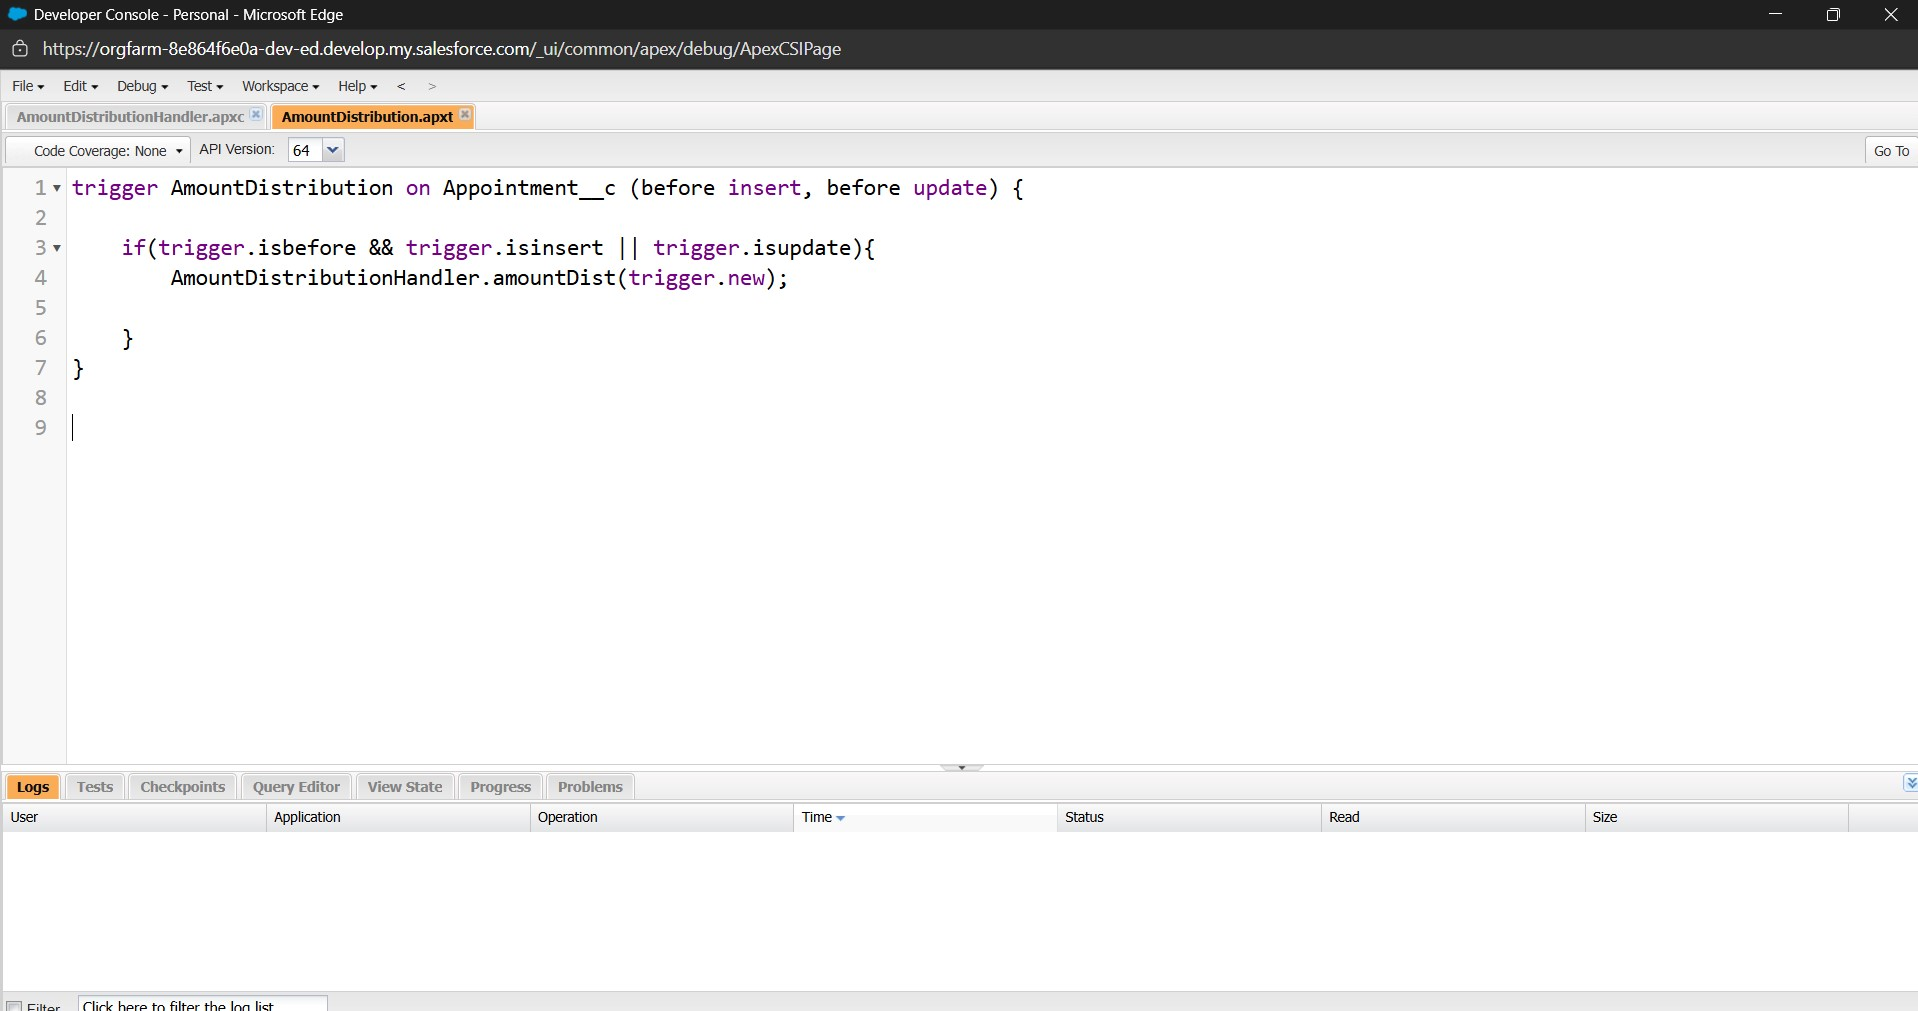 Developer Console - Personal - Microsoft Edge
https://orgfarm-8e864f6e0a-dev-ed.develop.my.salesforce.com/_ui/common/apex/debug/ApexCSIPage
File Edit Debug Test Workspace Help < >
AmountDistributionHandler.apxc AmountDistribution.apxt
Code Coverage: None API Version: 64 Go To
1 trigger AmountDistribution on Appointment__c (before insert, before update) {
2
3 if(trigger.isbefore && trigger.isinsert || trigger.isupdate){
4 AmountDistributionHandler.amountDist(trigger.new);
5
6 }
7 }
8
9
Logs Tests Checkpoints Query Editor View State Progress Problems
User Application Operation Time Status Read Size
Filter Click here to filter the log list